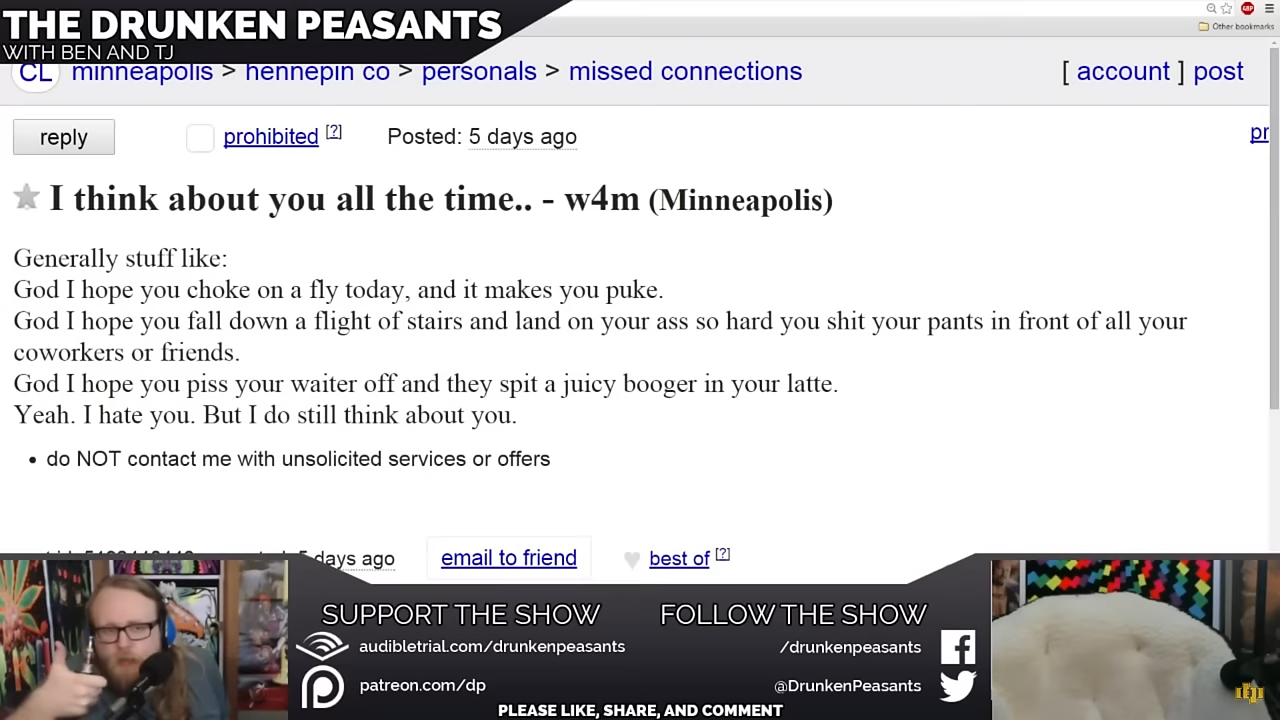 THE DRUNKEN PEASANTS
WITH BEN AND TJ
ABP
Other bookmarks
CL minneapolis > hennepin co > personals > missed connections [ account ] post
reply prohibited [?] Posted: 5 days ago
I think about you all the time.. - w4m (Minneapolis)
Generally stuff like:
God I hope you choke on a fly today, and it makes you puke.
God I hope you fall down a flight of stairs and land on your ass so hard you shit your pants in front of all your
coworkers or friends.
God I hope you piss your waiter off and they spit a juicy booger in your latte.
Yeah. I hate you. But I do still think about you.
• do NOT contact me with unsolicited services or offers
5 days ago email to friend best of [?]
SUPPORT THE SHOW
audibletrial.com/drunkenpeasants
patreon.com/dp
FOLLOW THE SHOW
/drunkenpeasants
@DrunkenPeasants
PLEASE LIKE, SHARE, AND COMMENT